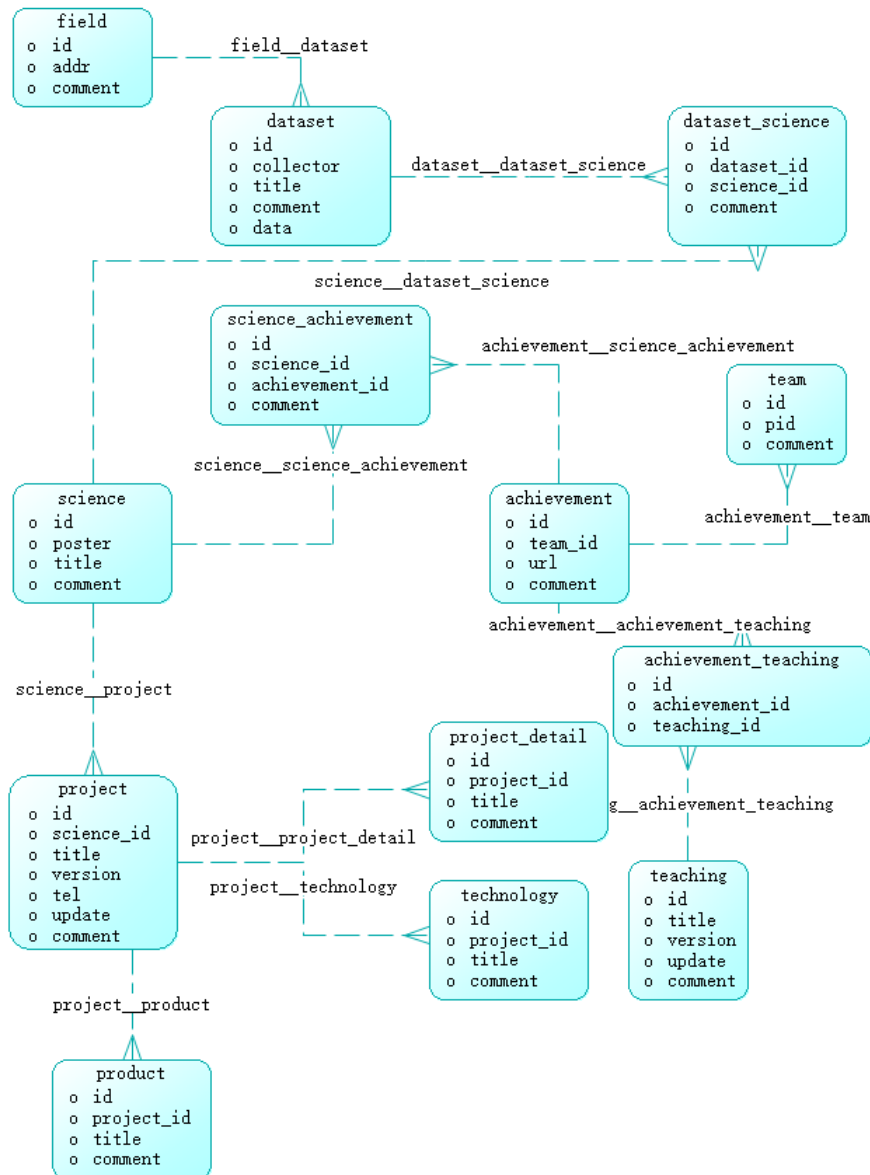 field
o id
o addr
o comment
field__dataset
dataset
o id
o collector
o title
o comment
o data
dataset__dataset_science
dataset_science
o id
o dataset_id
o science_id
o comment
science__dataset_science
science_achievement
o id
o science_id
o achievement_id
o comment
achievement__science_achievement
team
o id
o pid
o comment
science__science_achievement
science
o id
o poster
o title
o comment
achievement
o id
o team_id
o url
o comment
achievement__team
achievement__achievement_teaching
achievement_teaching
o id
o achievement_id
o teaching_id
science__project
project_detail
o id
o project_id
o title
o comment
project
o id
o science_id
o title
o version
o tel
o update
o comment
project__project_detail
project__technology
g__achievement_teaching
technology
o id
o project_id
o title
o comment
teaching
o id
o title
o version
o update
o comment
project__product
product
o id
o project_id
o title
o comment